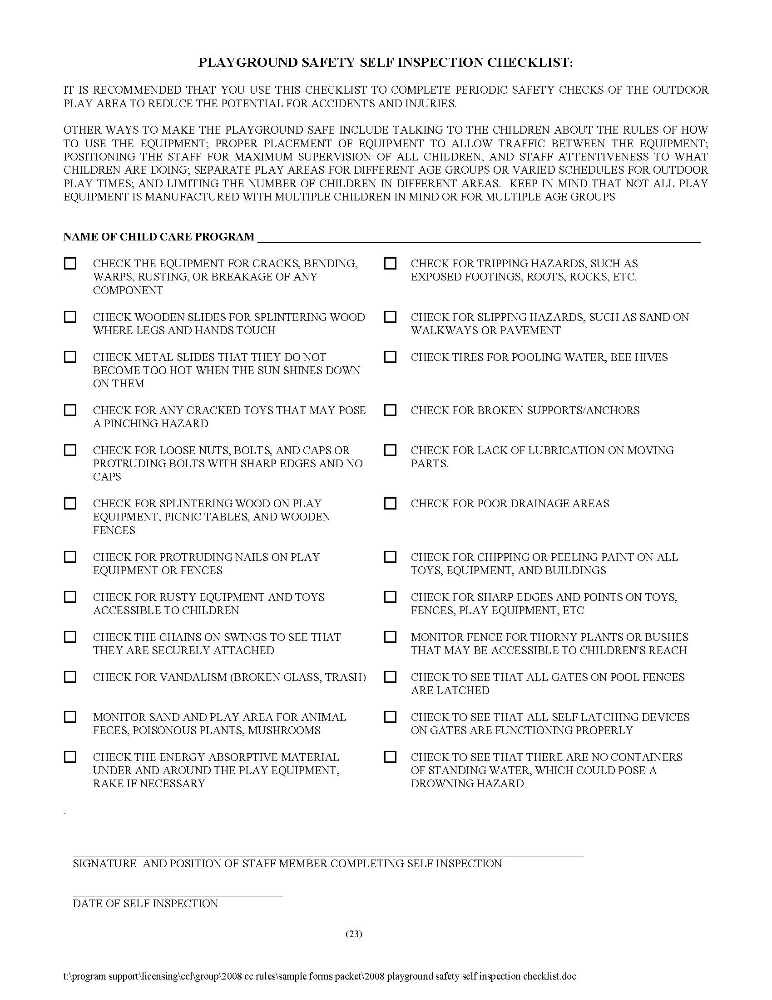 PLAYGROUND SAFETY SELF INSPECTION CHECKLIST:
IT IS RECOMMENDED THAT YOU USE THIS CHECKLIST TO COMPLETE PERIODIC SAFETY CHECKS OF THE OUTDOOR
PLAY AREA TO REDUCE THE POTENTIAL FOR ACCIDENTS AND INJURIES.
OTHER WAYS TO MAKE THE PLAYGROUND SAFE INCLUDE TALKING TO THE CHILDREN ABOUT THE RULES OF HOW
TO USE THE EQUIPMENT; PROPER PLACEMENT OF EQUIPMENT TO ALLOW TRAFFIC BETWEEN THE EQUIPMENT;
POSITIONING THE STAFF FOR MAXIMUM SUPERVISION OF ALL CHILDREN, AND STAFF ATTENTIVENESS TO WHAT
CHILDREN ARE DOING; SEPARATE PLAY AREAS FOR DIFFERENT AGE GROUPS OR VARIED SCHEDULES FOR OUTDOOR
PLAY TIMES; AND LIMITING THE NUMBER OF CHILDREN IN DIFFERENT AREAS. KEEP IN MIND THAT NOT ALL PLAY
EQUIPMENT IS MANUFACTURED WITH MULTIPLE CHILDREN IN MIND OR FOR MULTIPLE AGE GROUPS
NAME OF CHILD CARE PROGRAM
CHECK THE EQUIPMENT FOR CRACKS, BENDING,
WARPS, RUSTING, OR BREAKAGE OF ANY
COMPONENT
CHECK FOR TRIPPING HAZARDS, SUCH AS
EXPOSED FOOTINGS, ROOTS, ROCKS, ETC.
CHECK WOODEN SLIDES FOR SPLINTERING WOOD
WHERE LEGS AND HANDS TOUCH
CHECK FOR SLIPPING HAZARDS, SUCH AS SAND ON
WALKWAYS OR PAVEMENT
CHECK METAL SLIDES THAT THEY DO NOT
BECOME TOO HOT WHEN THE SUN SHINES DOWN
ON THEM
CHECK TIRES FOR POOLING WATER, BEE HIVES
CHECK FOR ANY CRACKED TOYS THAT MAY POSE
A PINCHING HAZARD
CHECK FOR BROKEN SUPPORTS/ANCHORS
CHECK FOR LOOSE NUTS, BOLTS, AND CAPS OR
PROTRUDING BOLTS WITH SHARP EDGES AND NO
CAPS
CHECK FOR LACK OF LUBRICATION ON MOVING
PARTS.
CHECK FOR SPLINTERING WOOD ON PLAY
EQUIPMENT, PICNIC TABLES, AND WOODEN
FENCES
CHECK FOR POOR DRAINAGE AREAS
CHECK FOR PROTRUDING NAILS ON PLAY
EQUIPMENT OR FENCES
CHECK FOR CHIPPING OR PEELING PAINT ON ALL
TOYS, EQUIPMENT, AND BUILDINGS
CHECK FOR RUSTY EQUIPMENT AND TOYS
ACCESSIBLE TO CHILDREN
CHECK FOR SHARP EDGES AND POINTS ON TOYS,
FENCES, PLAY EQUIPMENT, ETC
CHECK THE CHAINS ON SWINGS TO SEE THAT
THEY ARE SECURELY ATTACHED
MONITOR FENCE FOR THORNY PLANTS OR BUSHES
THAT MAY BE ACCESSIBLE TO CHILDREN'S REACH
CHECK FOR VANDALISM (BROKEN GLASS, TRASH)
CHECK TO SEE THAT ALL GATES ON POOL FENCES
ARE LATCHED
MONITOR SAND AND PLAY AREA FOR ANIMAL
FECES, POISONOUS PLANTS, MUSHROOMS
CHECK TO SEE THAT ALL SELF LATCHING DEVICES
ON GATES ARE FUNCTIONING PROPERLY
CHECK THE ENERGY ABSORPTIVE MATERIAL
UNDER AND AROUND THE PLAY EQUIPMENT,
RAKE IF NECESSARY
CHECK TO SEE THAT THERE ARE NO CONTAINERS
OF STANDING WATER, WHICH COULD POSE A
DROWNING HAZARD
.
SIGNATURE AND POSITION OF STAFF MEMBER COMPLETING SELF INSPECTION
DATE OF SELF INSPECTION
(23)
t:\program support\licensing\ccl\group\2008 cc rules\sample forms packet\2008 playground safety self inspection checklist.doc